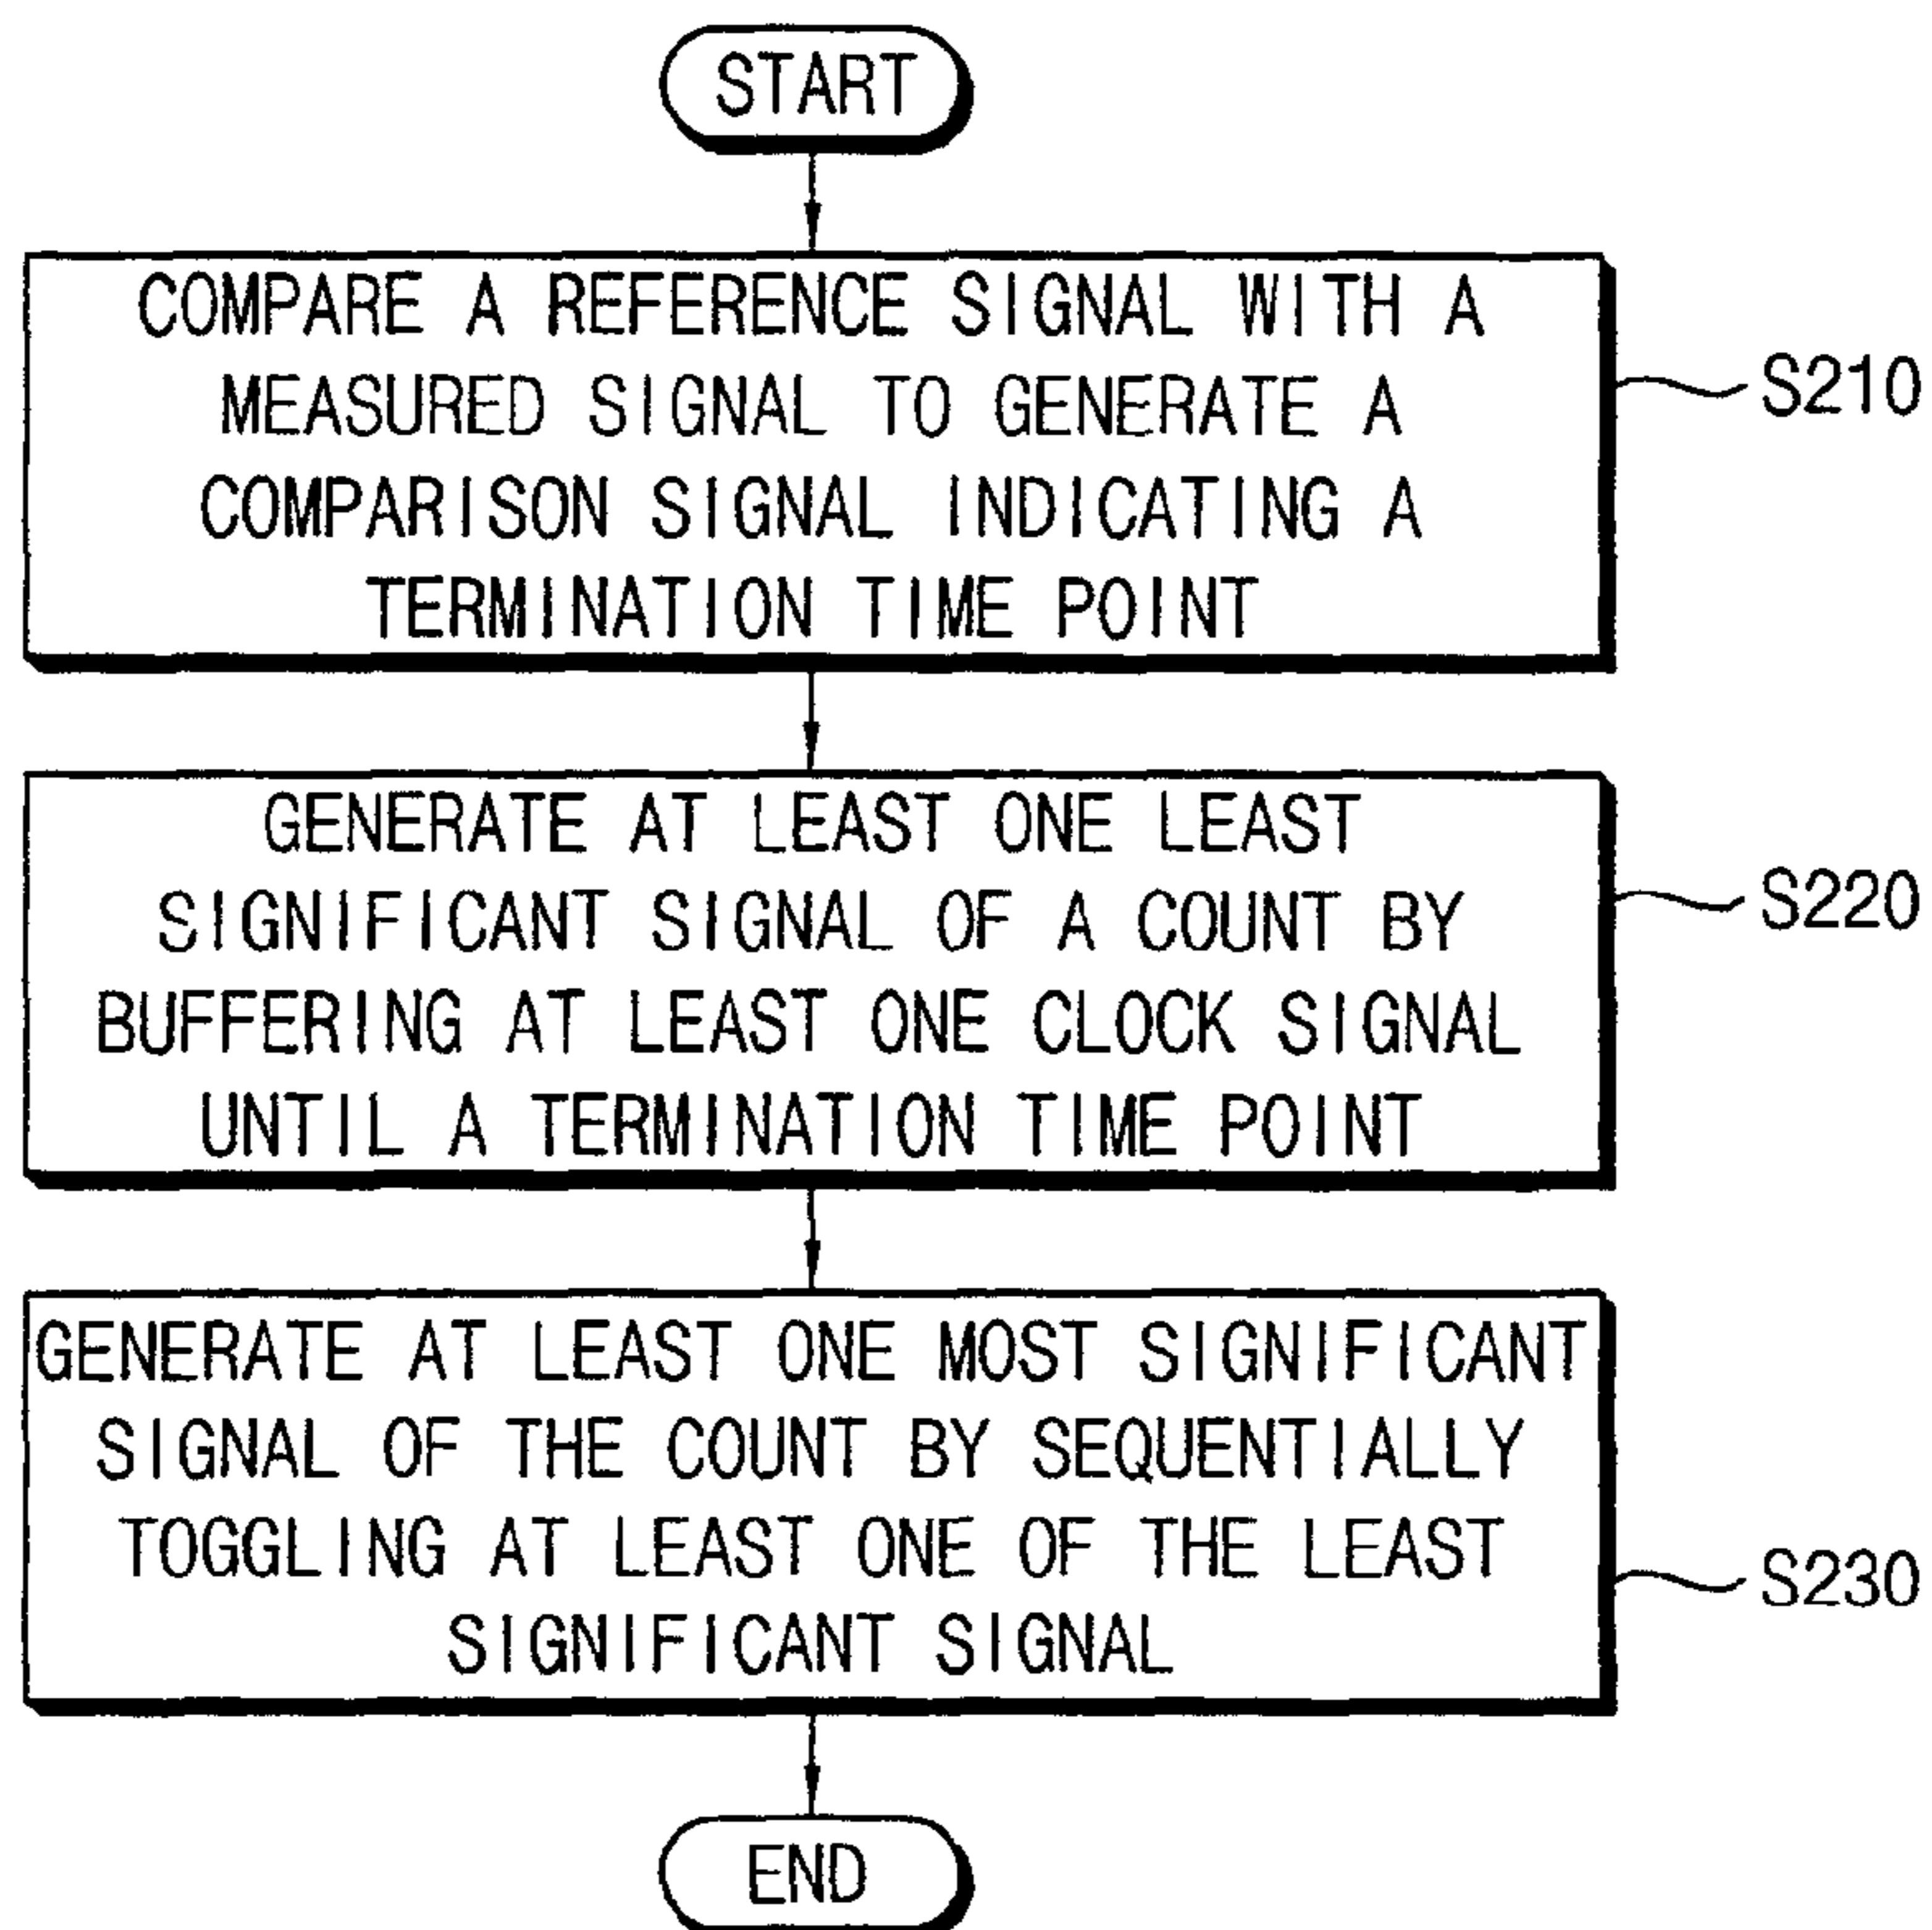 START
COMPARE A REFERENCE SIGNAL WITH A
MEASURED SIGNAL TO GENERATE A
COMPARISON SIGNAL INDICATING A
TERMINATION TIME POINT
S210
GENERATE AT LEAST ONE LEAST
SIGNIFICANT SIGNAL OF A COUNT BY
BUFFERING AT LEAST ONE CLOCK SIGNAL
UNTIL A TERMINATION TIME POINT
S220
GENERATE AT LEAST ONE MOST SIGNIFICANT
SIGNAL OF THE COUNT BY SEQUENTIALLY
TOGGLING AT LEAST ONE OF THE LEAST
SIGNIFICANT SIGNAL
S230
END